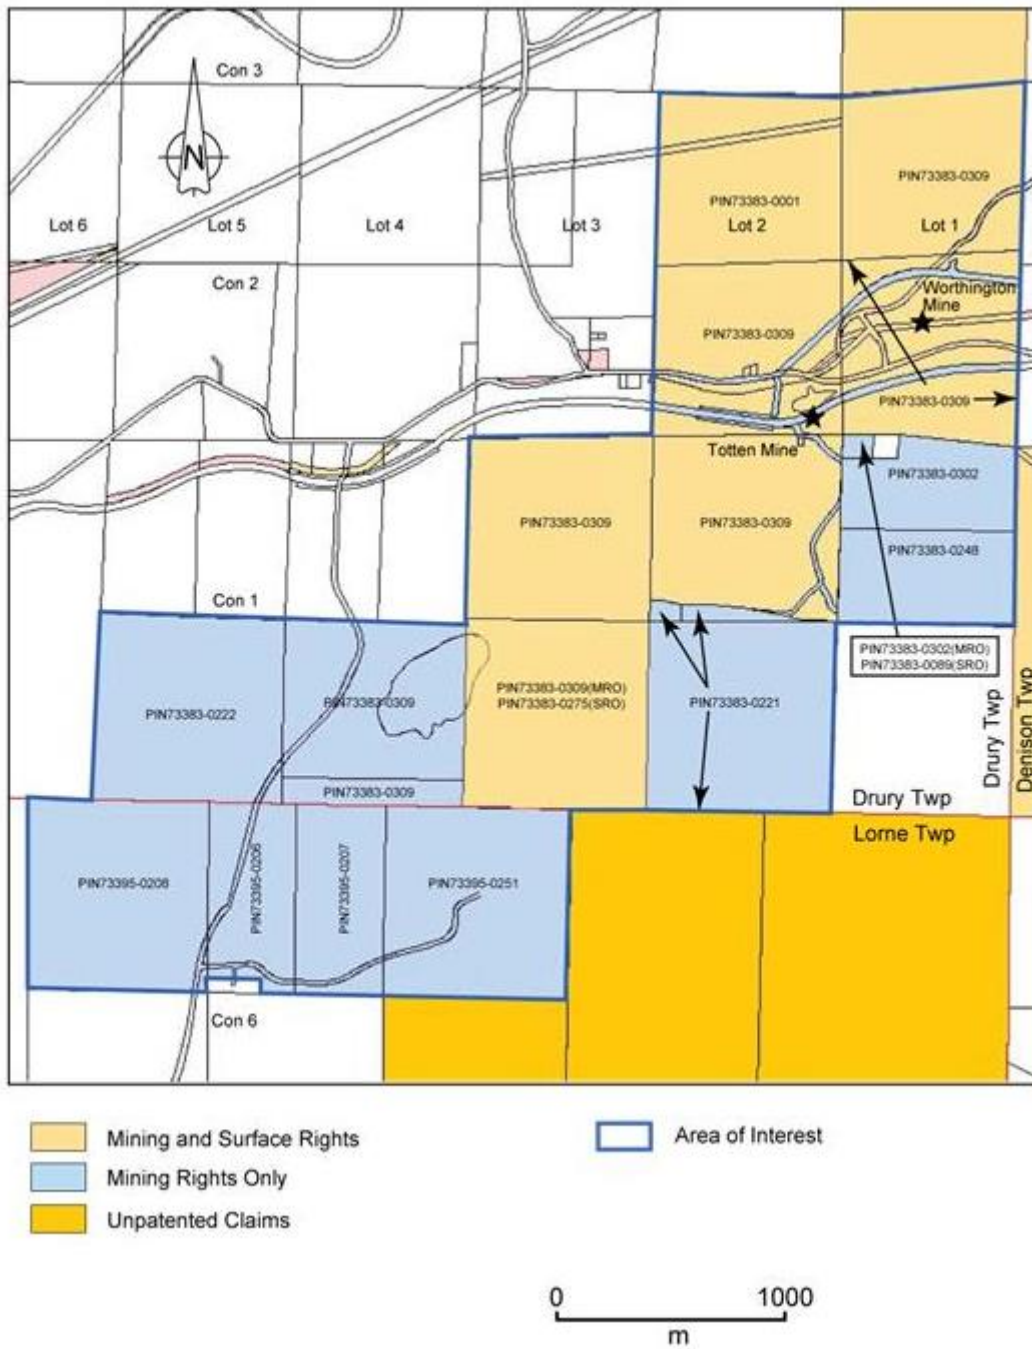 Con 3
N
PIN73383-0309
PIN73383-0001
Lot 6
Lot 5
Lot 4
Lot 3
Lot 2
Lot 1
Con 2
Worthington
Mine
PIN73383-0309
PIN73383-0309
Totten Mine
PIN73383-0302
PIN73383-0309
PIN73383-0309
PIN73383-0248
Con 1
PIN73383-0302(MRO)
PIN73383-0089(SRO)
PIN73383-0309(MRO)
PIN73383-0275(SRO)
PIN73383-0222
PIN73383-0309
PIN73383-0221
Drury Twp
Denison Twp
PIN73383-0309
Drury Twp
Lorne Twp
PIN73395-0208
PIN73395-0206
PIN73395-0207
PIN73395-0251
Con 6
Mining and Surface Rights
Area of Interest
Mining Rights Only
Unpatented Claims
0 1000
m